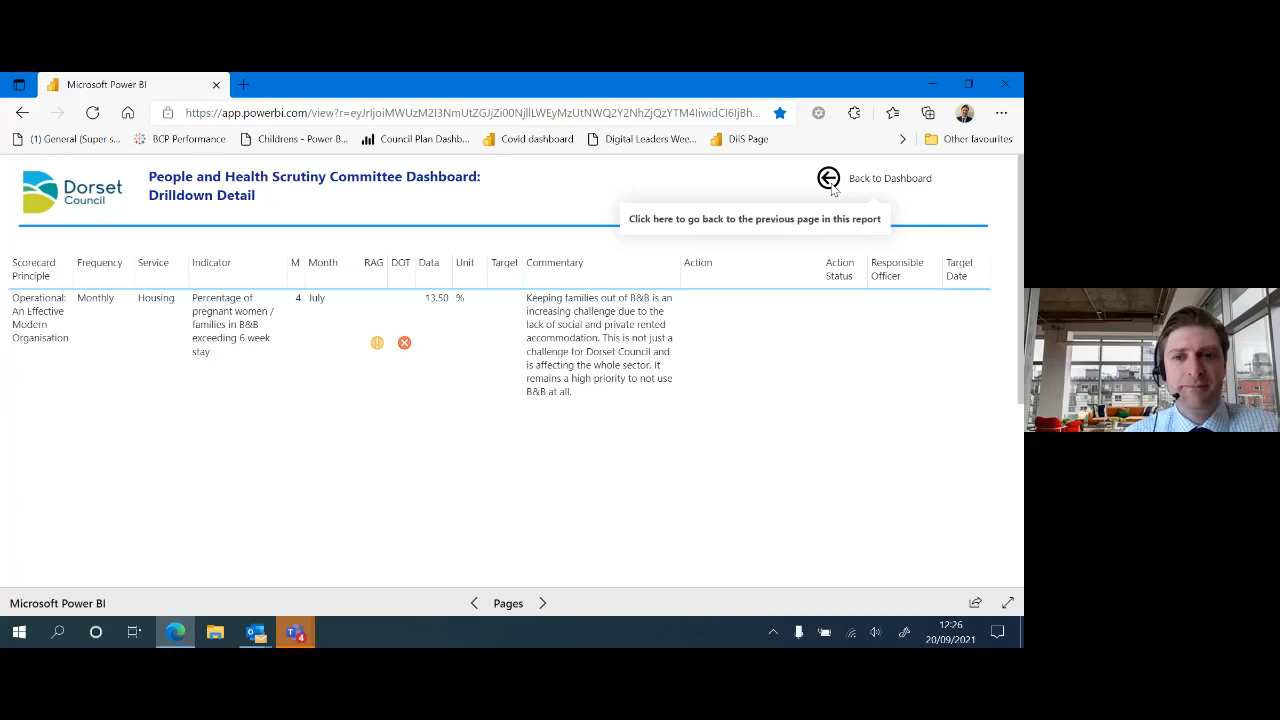 Microsoft Power BI
https://app.powerbi.com/view?r=eyJrIjoiMWUzM2I3NmUtZGJjZi00NjllLWEyMzUtNWQ2Y2NhZjQzYTM4IiwidCI6IjBh...
(1) General (Super s...
BCP Performance
Childrens - Power B...
Council Plan Dashb...
Covid dashboard
Digital Leaders Wee...
DiiS Page
Other favourites
Dorset
Council
People and Health Scrutiny Committee Dashboard:
Drilldown Detail
Back to Dashboard
Click here to go back to the previous page in this report
Scorecard
Principle
Frequency
Service
Indicator
M
Month
RAG
DOT
Data
Unit
Target
Commentary
Action
Action
Status
Responsible
Officer
Target
Date
Operational:
An Effective
Modern
Organisation
Monthly
Housing
Percentage of
pregnant women /
families in B&B
exceeding 6 week
stay
4
July
13.50
%
Keeping families out of B&B is an
increasing challenge due to the
lack of social and private rented
accommodation. This is not just a
challenge for Dorset Council and
is affecting the whole sector. It
remains a high priority to not use
B&B at all.
Microsoft Power BI
Pages
4
12:26
20/09/2021